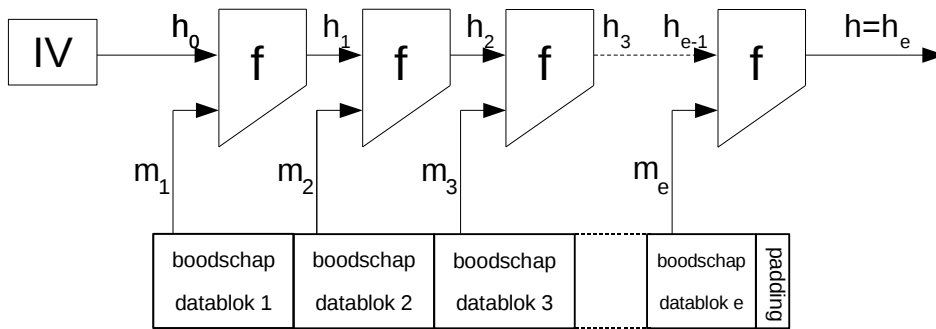 IV
h0
f
h1
f
h2
f
h3
he-1
f
h=he
m1
m2
m3
me
boodschap
datablok 1
boodschap
datablok 2
boodschap
datablok 3
boodschap
datablok e
padding